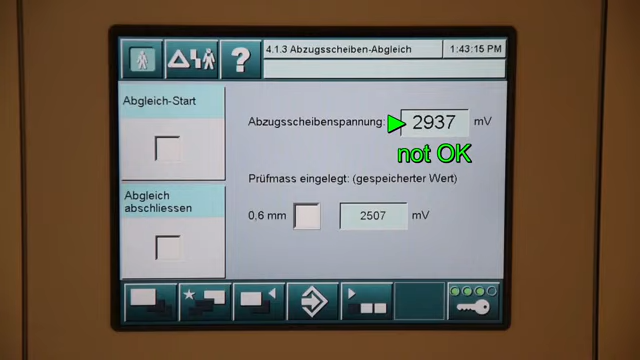 ?
4.1.3 Abzugsscheiben-Abgleich
1:43:15 PM
Abgleich-Start
Abzugsscheibenspannung:
2937
mV
not OK
Prüfmass eingelegt: (gespeicherter Wert)
Abgleich
abschliessen
0,6 mm
2507
mV